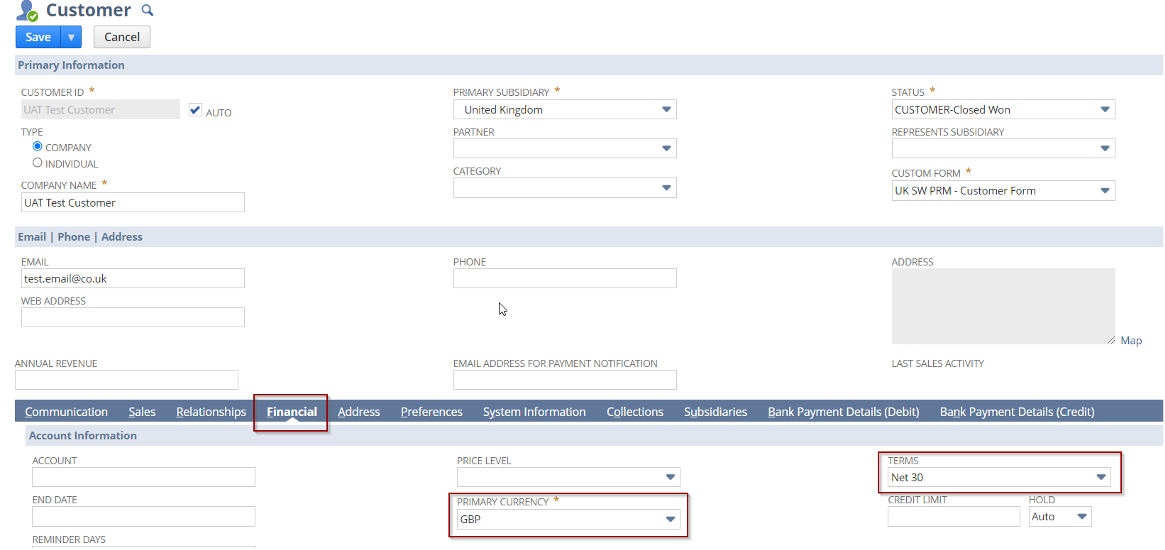 Customer
Save
Cancel
Primary Information
CUSTOMER ID *
UAT Test Customer
AUTO
TYPE
COMPANY
INDIVIDUAL
COMPANY NAME *
UAT Test Customer
PRIMARY SUBSIDIARY *
United Kingdom
PARTNER
CATEGORY
STATUS *
CUSTOMER-Closed Won
REPRESENTS SUBSIDIARY
CUSTOM FORM *
UK SW PRM - Customer Form
Email | Phone | Address
EMAIL
test.email@co.uk
WEB ADDRESS
PHONE
ADDRESS
Map
ANNUAL REVENUE
EMAIL ADDRESS FOR PAYMENT NOTIFICATION
LAST SALES ACTIVITY
Communication Sales Relationships Financial Address Preferences System Information Collections Subsidiaries Bank Payment Details (Debit) Bank Payment Details (Credit)
Account Information
ACCOUNT
END DATE
REMINDER DAYS
PRICE LEVEL
PRIMARY CURRENCY *
GBP
TERMS
Net 30
CREDIT LIMIT
HOLD
Auto